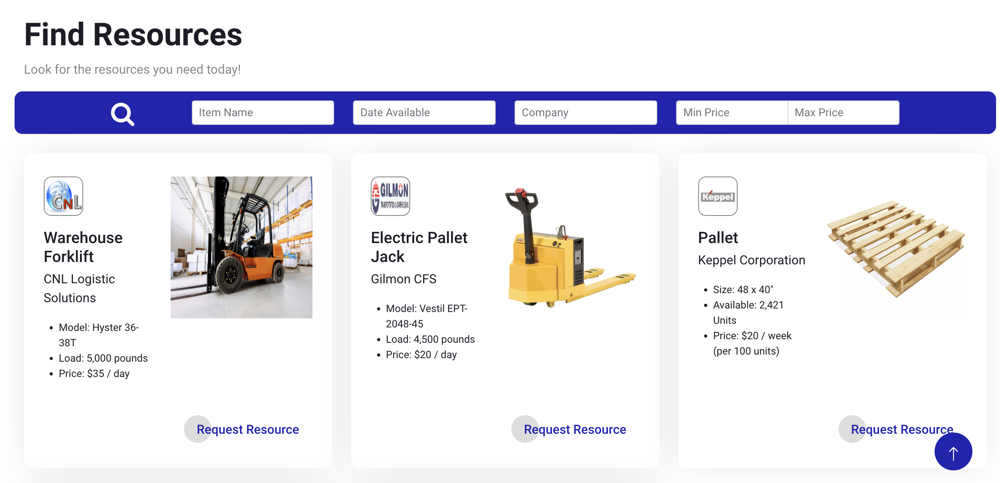 Find Resources
Look for the resources you need today!
Item Name
Date Available
Company
Min Price
Max Price
CNL
Warehouse
Forklift
CNL Logistic
Solutions
Model: Hyster 36-
38T
Load: 5,000 pounds
Price: $35 / day
Request Resource
GILMON
TRANSPORTATION & WAREHOUSING
Electric Pallet
Jack
Gilmon CFS
Model: Vestil EPT-
2048-45
Load: 4,500 pounds
Price: $20 / day
Request Resource
Keppel
Pallet
Keppel Corporation
Size: 48 x 40"
Available: 2,421
Units
Price: $20 / week
(per 100 units)
Request Resource